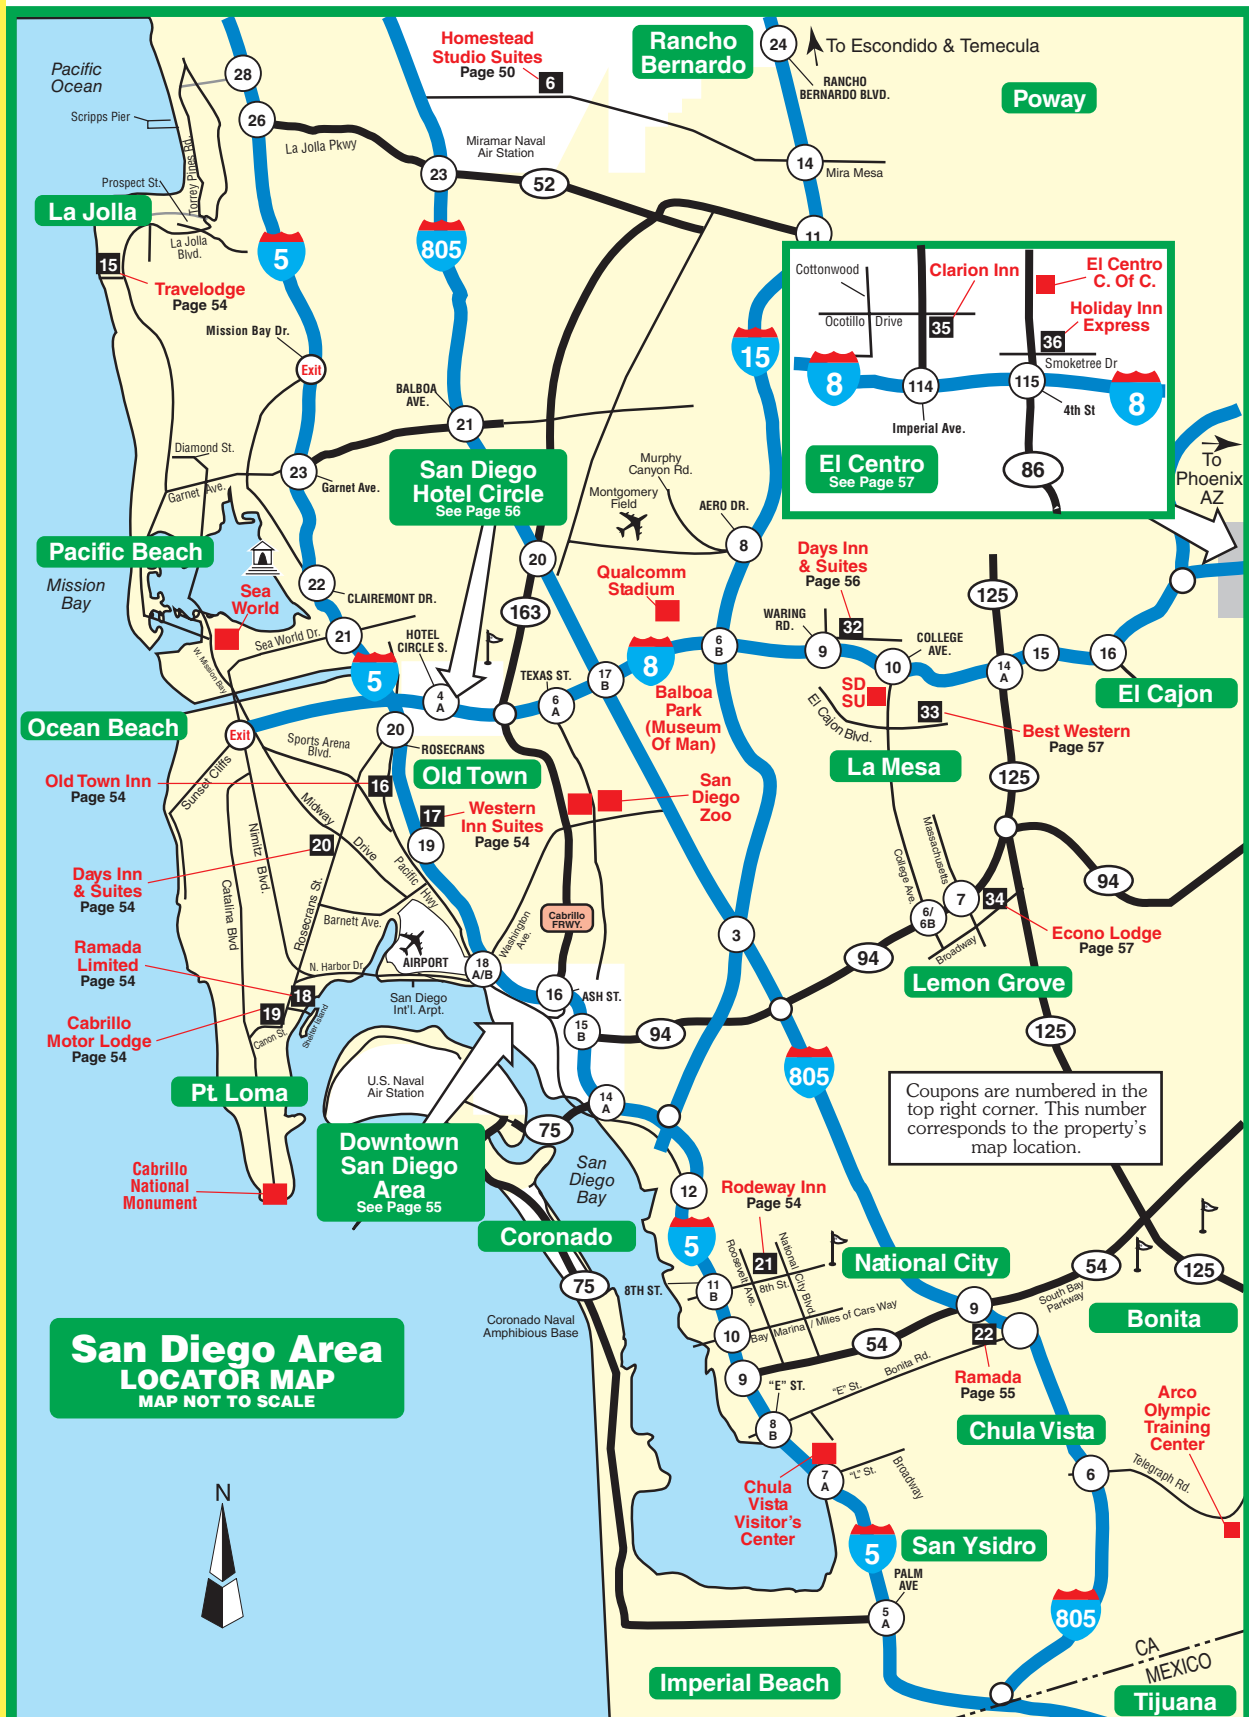 Pacific
Ocean
Scripps Pier
28
26
La Jolla Pkwy
Torrey Pines Rd.
Prospect St.
La Jolla
La Jolla
Blvd.
15
Travelodge
Page 54
5
Homestead
Studio Suites
Page 50
6
Miramar Naval
Air Station
23
52
805
Rancho
Bernardo
24
To Escondido & Temecula
RANCHO
BERNARDO BLVD.
Poway
14
Mira Mesa
11
15
Cottonwood
Ocotillo Drive
Clarion Inn
35
El Centro
C. Of C.
Holiday Inn
Express
36
Smoketree Dr
8
114
115
8
Imperial Ave.
4th St
El Centro
See Page 57
86
To
Phoenix
AZ
Mission Bay Dr.
Exit
BALBOA
AVE.
21
Diamond St.
Garnet Ave.
23
Garnet Ave.
San Diego
Hotel Circle
See Page 56
Murphy
Canyon Rd.
Montgomery
Field
AERO DR.
8
20
163
Pacific Beach
Mission
Bay
Sea
World
22
CLAIREMONT DR.
Sea World Dr.
21
W. Mission Bay
5
HOTEL
CIRCLE S.
4
A
Qualcomm
Stadium
TEXAS ST.
6
A
17
B
8
6
B
Days Inn
& Suites
Page 56
WARING
RD.
32
9
COLLEGE
AVE.
10
125
14
A
15
16
El Cajon
SD
SU
El Cajon Blvd.
33
Best Western
Page 57
Balboa
Park
(Museum
Of Man)
Ocean Beach
Exit
Sports Arena
Blvd.
20
ROSECRANS
Old Town
Sunset Cliffs
Old Town Inn
Page 54
16
17
Western
Inn Suites
Page 54
19
San
Diego
Zoo
La Mesa
125
Midway
Drive
Pacific
Hwy
Nimitz Blvd.
20
Days Inn
& Suites
Page 54
Catalina Blvd
Rosecrans St.
Barnett Ave.
Washington
Ave.
Cabrillo
FRWY.
3
College Ave.
Massachusetts
7
34
6/
6B
Broadway
94
Econo Lodge
Page 57
94
Lemon Grove
Ramada
Limited
Page 54
18
N. Harbor Dr.
AIRPORT
18
A/B
San Diego
Int'l. Arpt.
16
ASH ST.
15
B
94
125
Cabrillo
Motor Lodge
Page 54
19
Canon St.
Shelter Island
Pt. Loma
U.S. Naval
Air Station
14
A
75
805
Coupons are numbered in the
top right corner. This number
corresponds to the property's
map location.
Downtown
San Diego
Area
See Page 55
San
Diego
Bay
Cabrillo
National
Monument
12
Rodeway Inn
Page 54
5
Coronado
75
21
Roosevelt Ave.
National City Blvd.
8TH ST.
11
B
8th St.
National City
54
125
South Bay
Parkway
Bonita
Coronado Naval
Amphibious Base
10
Bay Marina / Miles of Cars Way
9
54
9
22
Ramada
Page 55
Bonita Rd.
"E" St.
"E" ST.
8
B
San Diego Area
LOCATOR MAP
MAP NOT TO SCALE
N
Arco
Olympic
Training
Center
Chula Vista
6
Telegraph Rd.
Chula
Vista
Visitor's
Center
7
A
"L" St.
Broadway
5
San Ysidro
PALM
AVE
5
A
805
Imperial Beach
CA
MEXICO
Tijuana